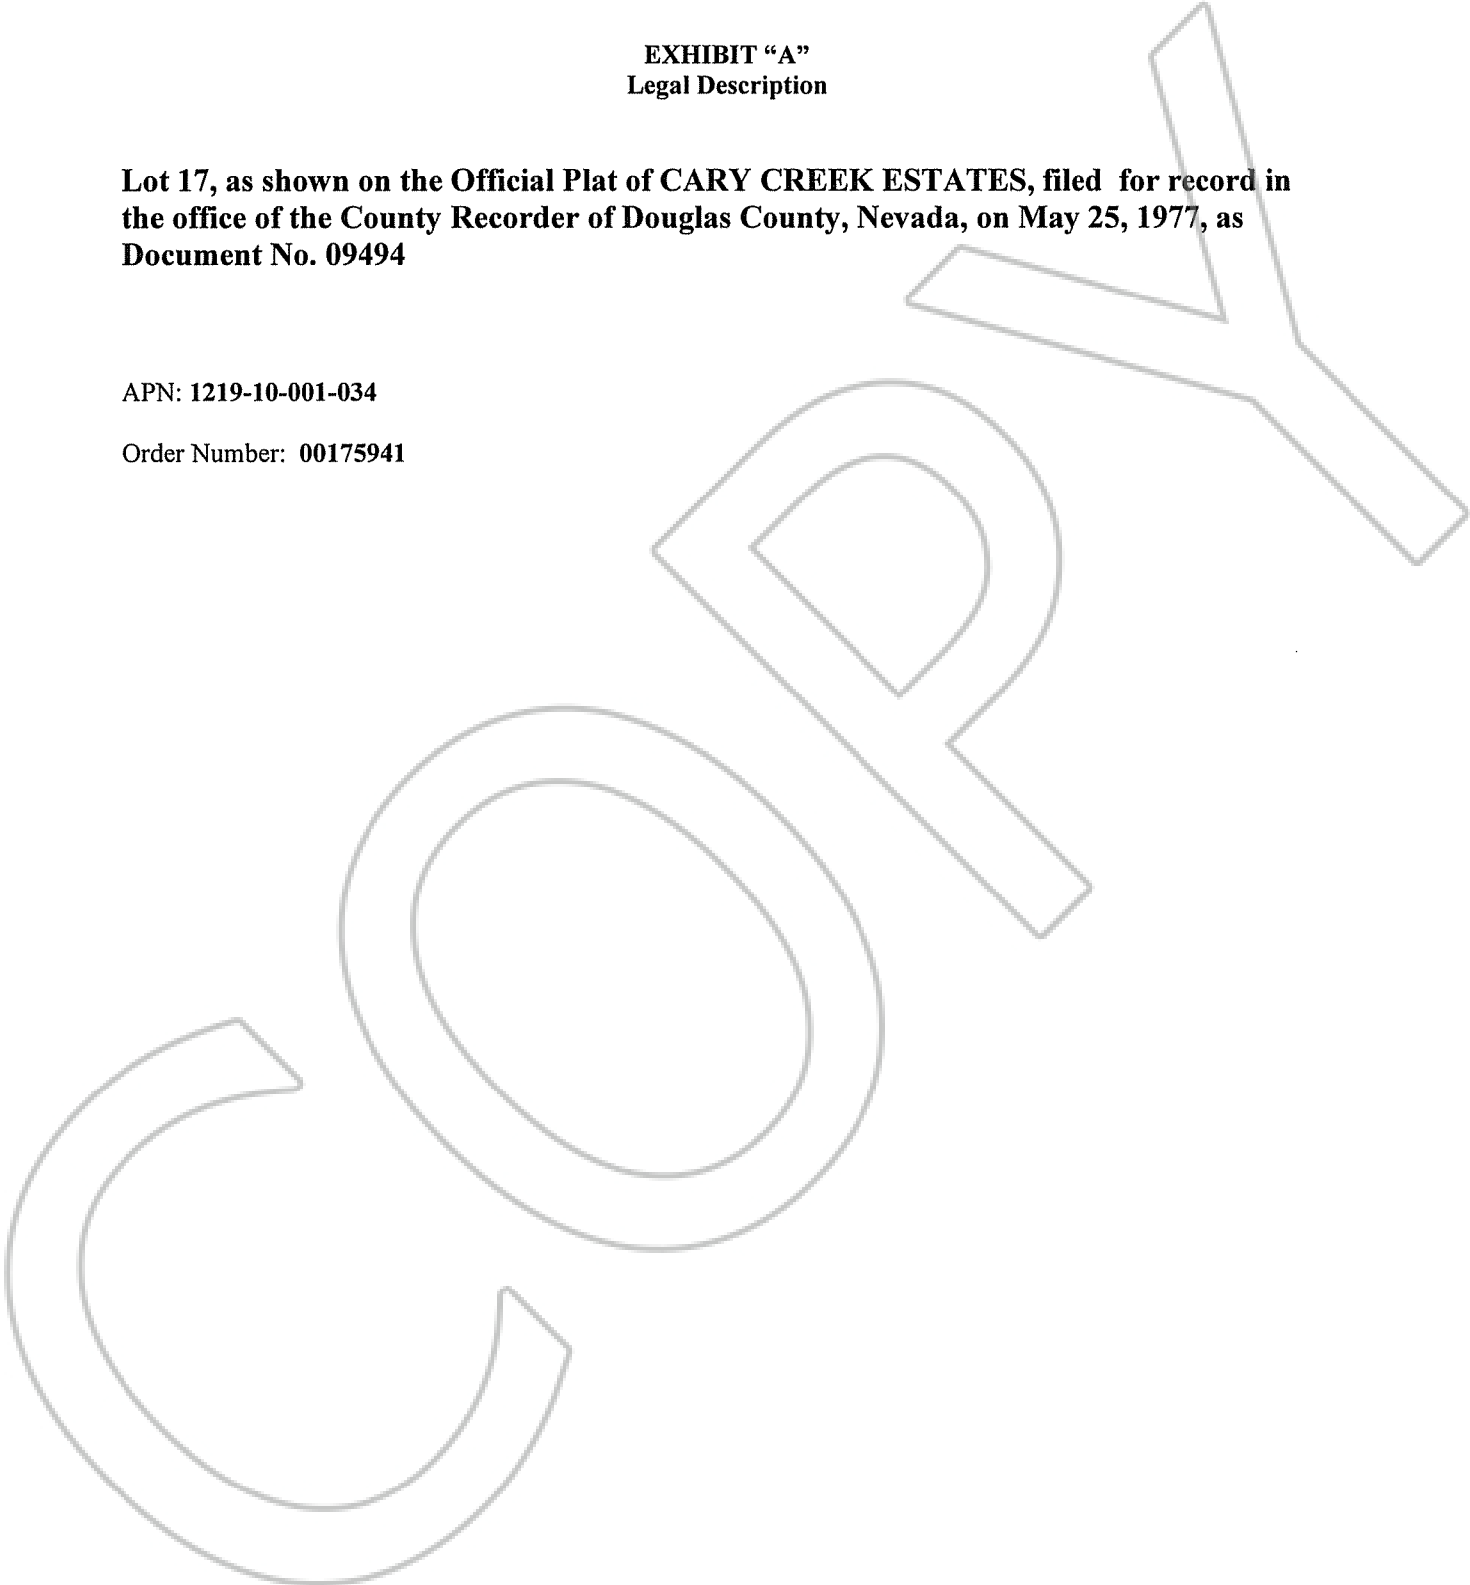 EXHIBIT “A”
Legal Description
Lot 17, as shown on the Official Plat of CARY CREEK ESTATES, filed  for record in
the office of the County Recorder of Douglas County, Nevada, on May 25, 1977, as
Document No. 09494
APN: 1219-10-001-034
Order Number:  00175941
COPY